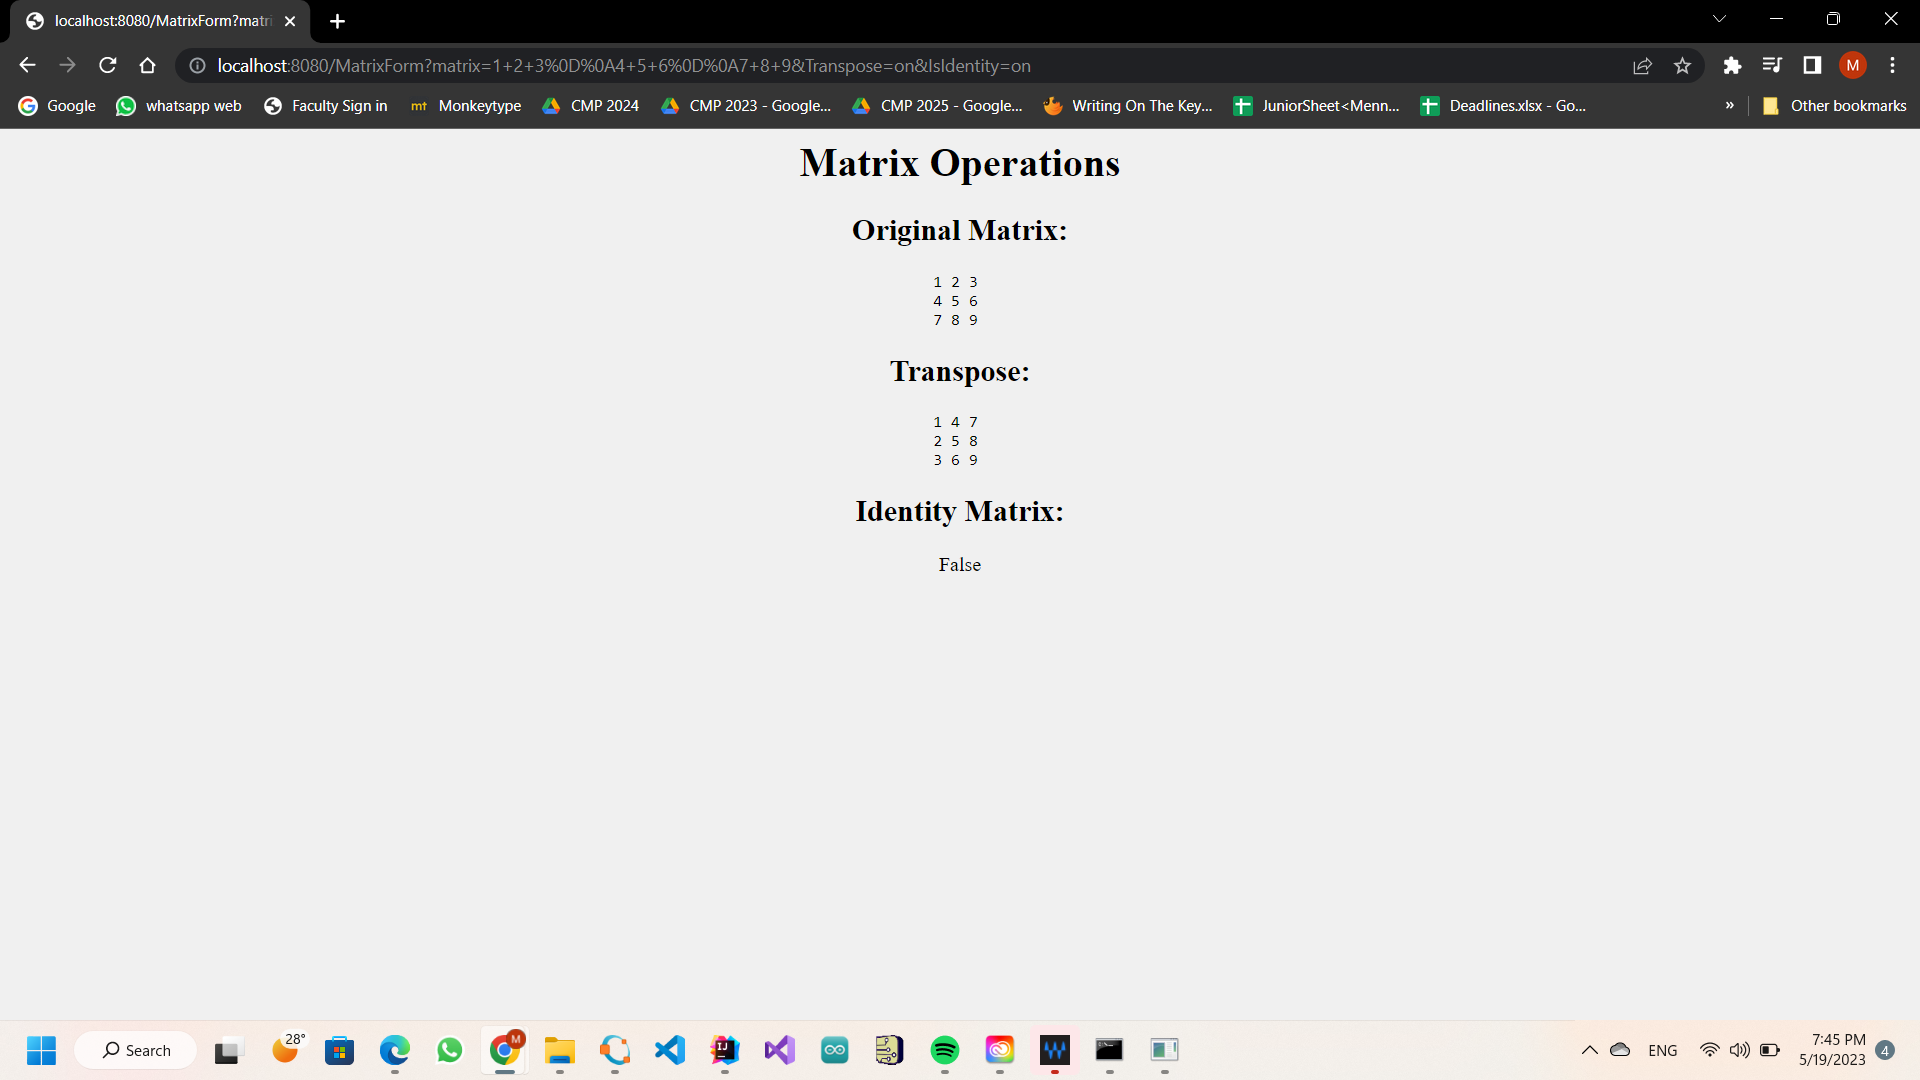 localhost:8080/MatrixForm?matri
localhost:8080/MatrixForm?matrix=1+2+3%0D%0A4+5+6%0D%0A7+8+9&Transpose=on&IsIdentity=on
M
Google
whatsapp web
Faculty Sign in
mt Monkeytype
CMP 2024
CMP 2023 - Google...
CMP 2025 - Google...
Writing On The Key...
JuniorSheet<Menn...
Deadlines.xlsx - Go...
»
Other bookmarks
Matrix Operations
Original Matrix:
1 2 3
4 5 6
7 8 9
Transpose:
1 4 7
2 5 8
3 6 9
Identity Matrix:
False
Search
28°
M
IJ
ENG
7:45 PM
5/19/2023
4